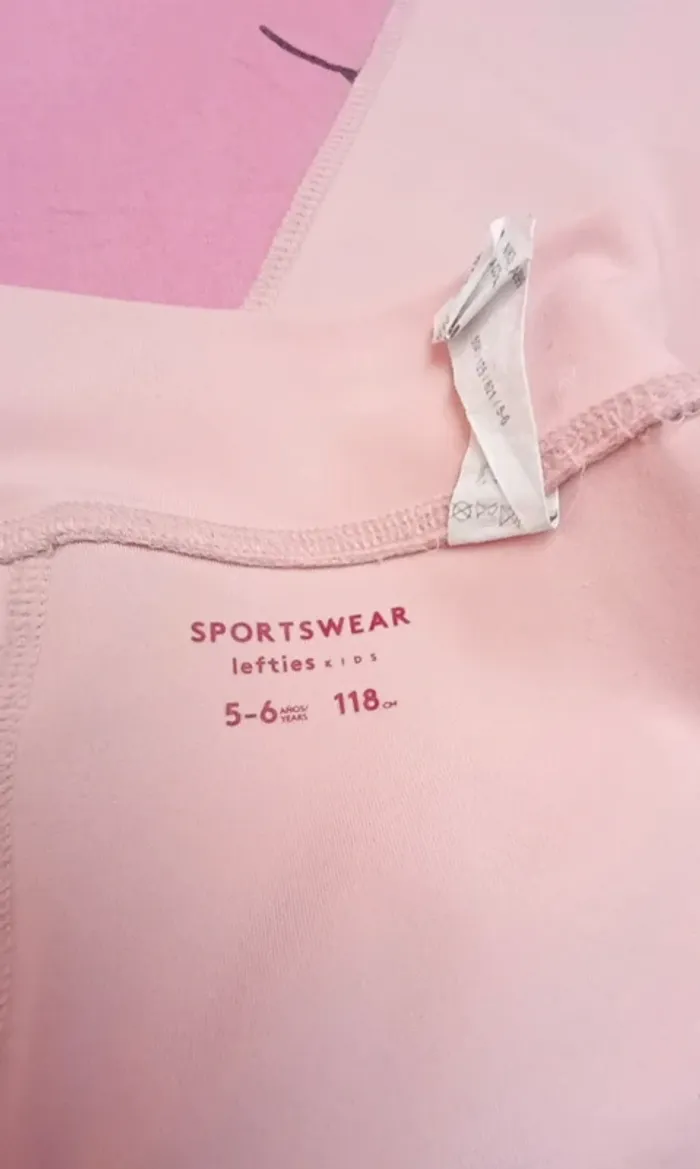 SPORTSWEAR
lefties KIDS
5-6 AÑOS/ YEARS 118 CM